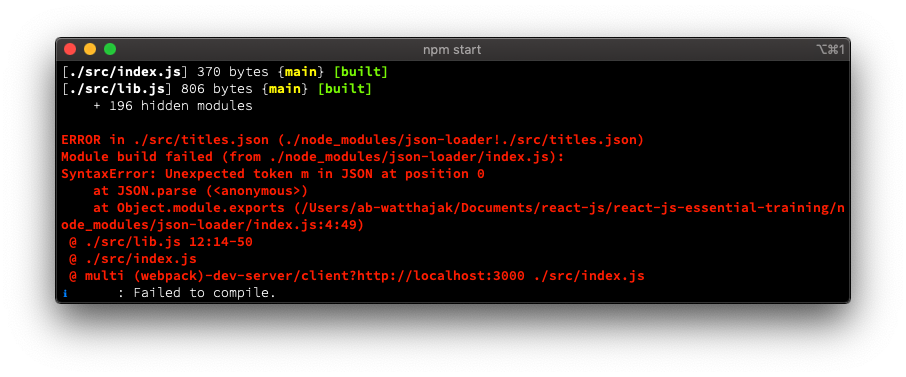 npm start
⌥⌘1
[./src/index.js] 370 bytes {main} [built]
[./src/lib.js] 806 bytes {main} [built]
    + 196 hidden modules
ERROR in ./src/titles.json (./node_modules/json-loader!./src/titles.json)
Module build failed (from ./node_modules/json-loader/index.js):
SyntaxError: Unexpected token m in JSON at position 0
    at JSON.parse (<anonymous>)
    at Object.module.exports (/Users/ab-watthajak/Documents/react-js/react-js-essential-training/n
ode_modules/json-loader/index.js:4:49)
 @ ./src/lib.js 12:14-50
 @ ./src/index.js
 @ multi (webpack)-dev-server/client?http://localhost:3000 ./src/index.js
ℹ      : Failed to compile.